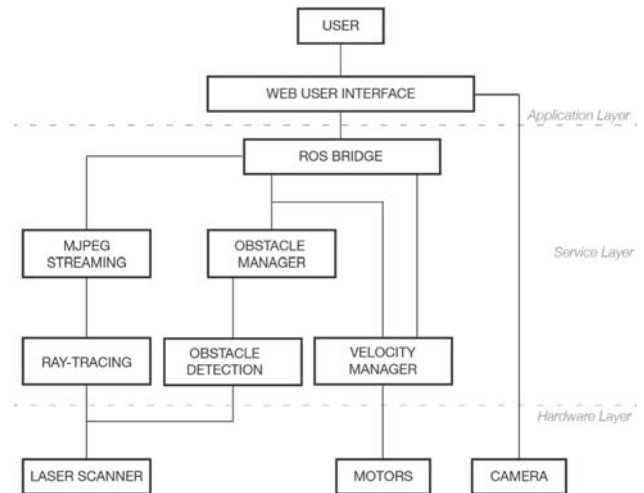 USER
WEB USER INTERFACE
Application Layer
ROS BRIDGE
MJPEG
STREAMING
OBSTACLE
MANAGER
Service Layer
RAY-TRACING
OBSTACLE
DETECTION
VELOCITY
MANAGER
Hardware Layer
LASER SCANNER
MOTORS
CAMERA